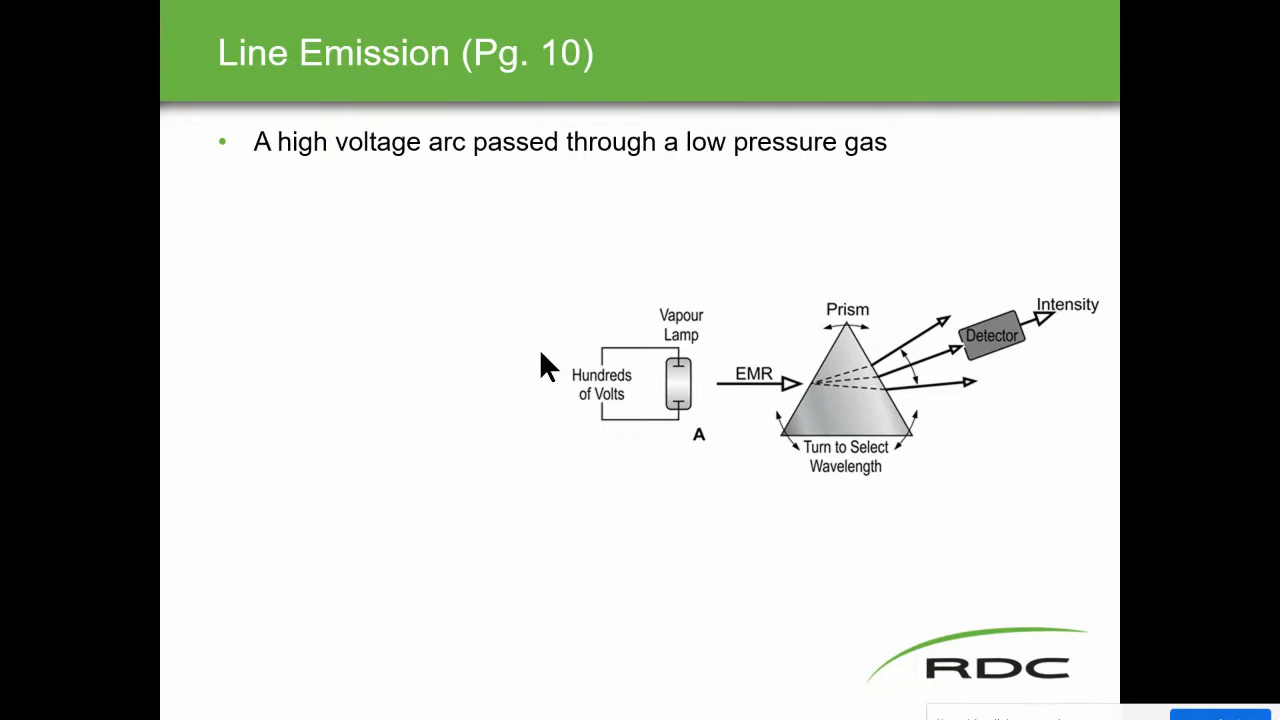 Line Emission (Pg. 10)
• A high voltage arc passed through a low pressure gas
Vapour
Lamp
Hundreds
of Volts
A
EMR
Prism
Turn to Select
Wavelength
Detector
Intensity
RDC